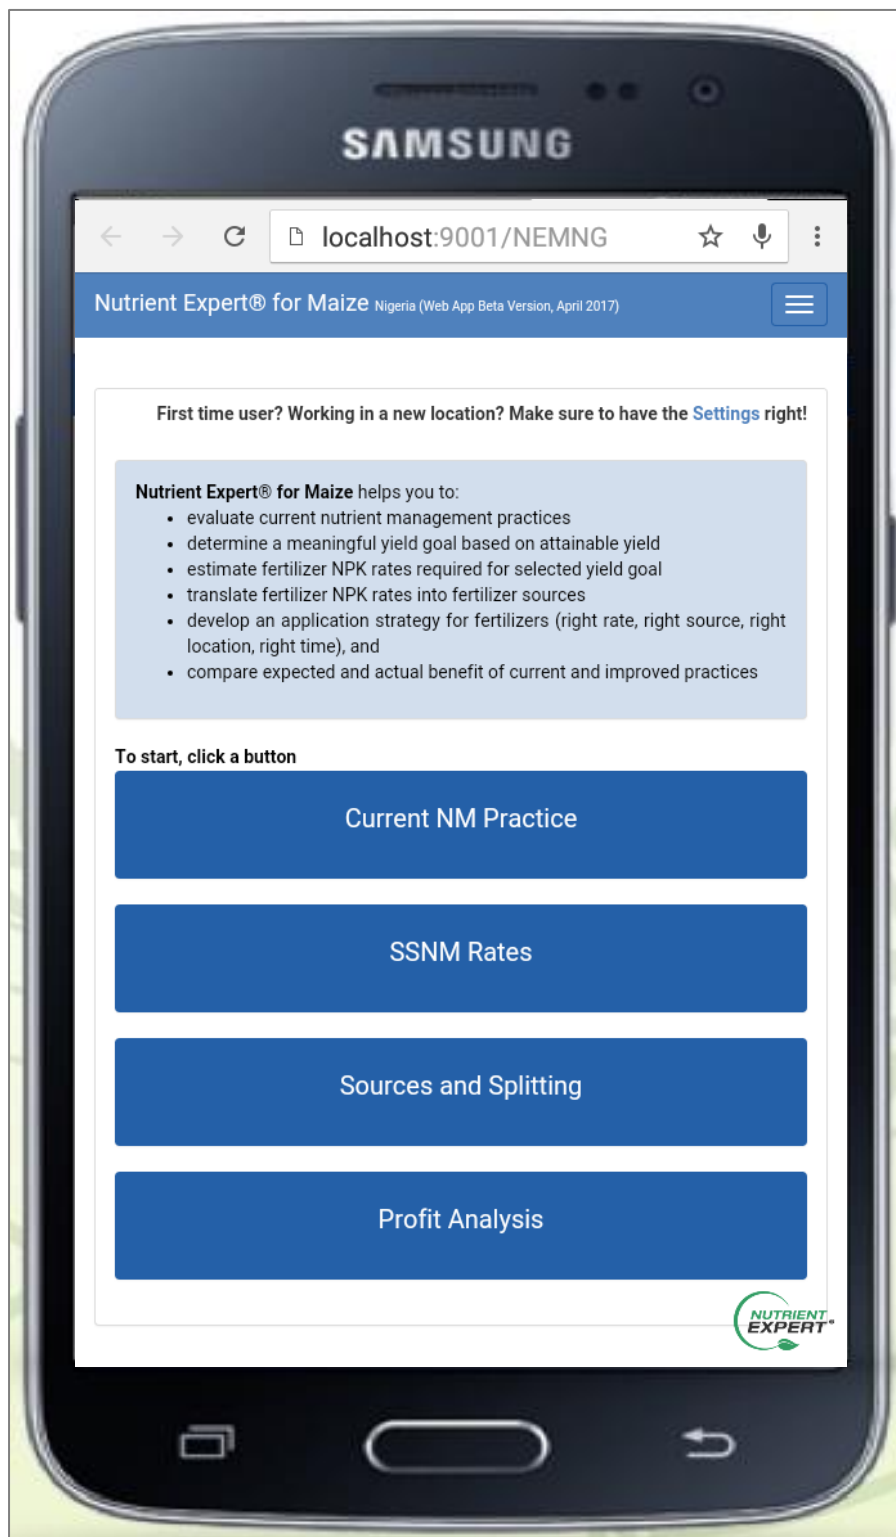 SAMSUNG
localhost:9001/NEMNG
Nutrient Expert® for Maize Nigeria (Web App Beta Version, April 2017)
First time user? Working in a new location? Make sure to have the Settings right!
Nutrient Expert® for Maize helps you to:
• evaluate current nutrient management practices
• determine a meaningful yield goal based on attainable yield
• estimate fertilizer NPK rates required for selected yield goal
• translate fertilizer NPK rates into fertilizer sources
• develop an application strategy for fertilizers (right rate, right source, right
location, right time), and
• compare expected and actual benefit of current and improved practices
To start, click a button
Current NM Practice
SSNM Rates
Sources and Splitting
Profit Analysis
NUTRIENT
EXPERT®